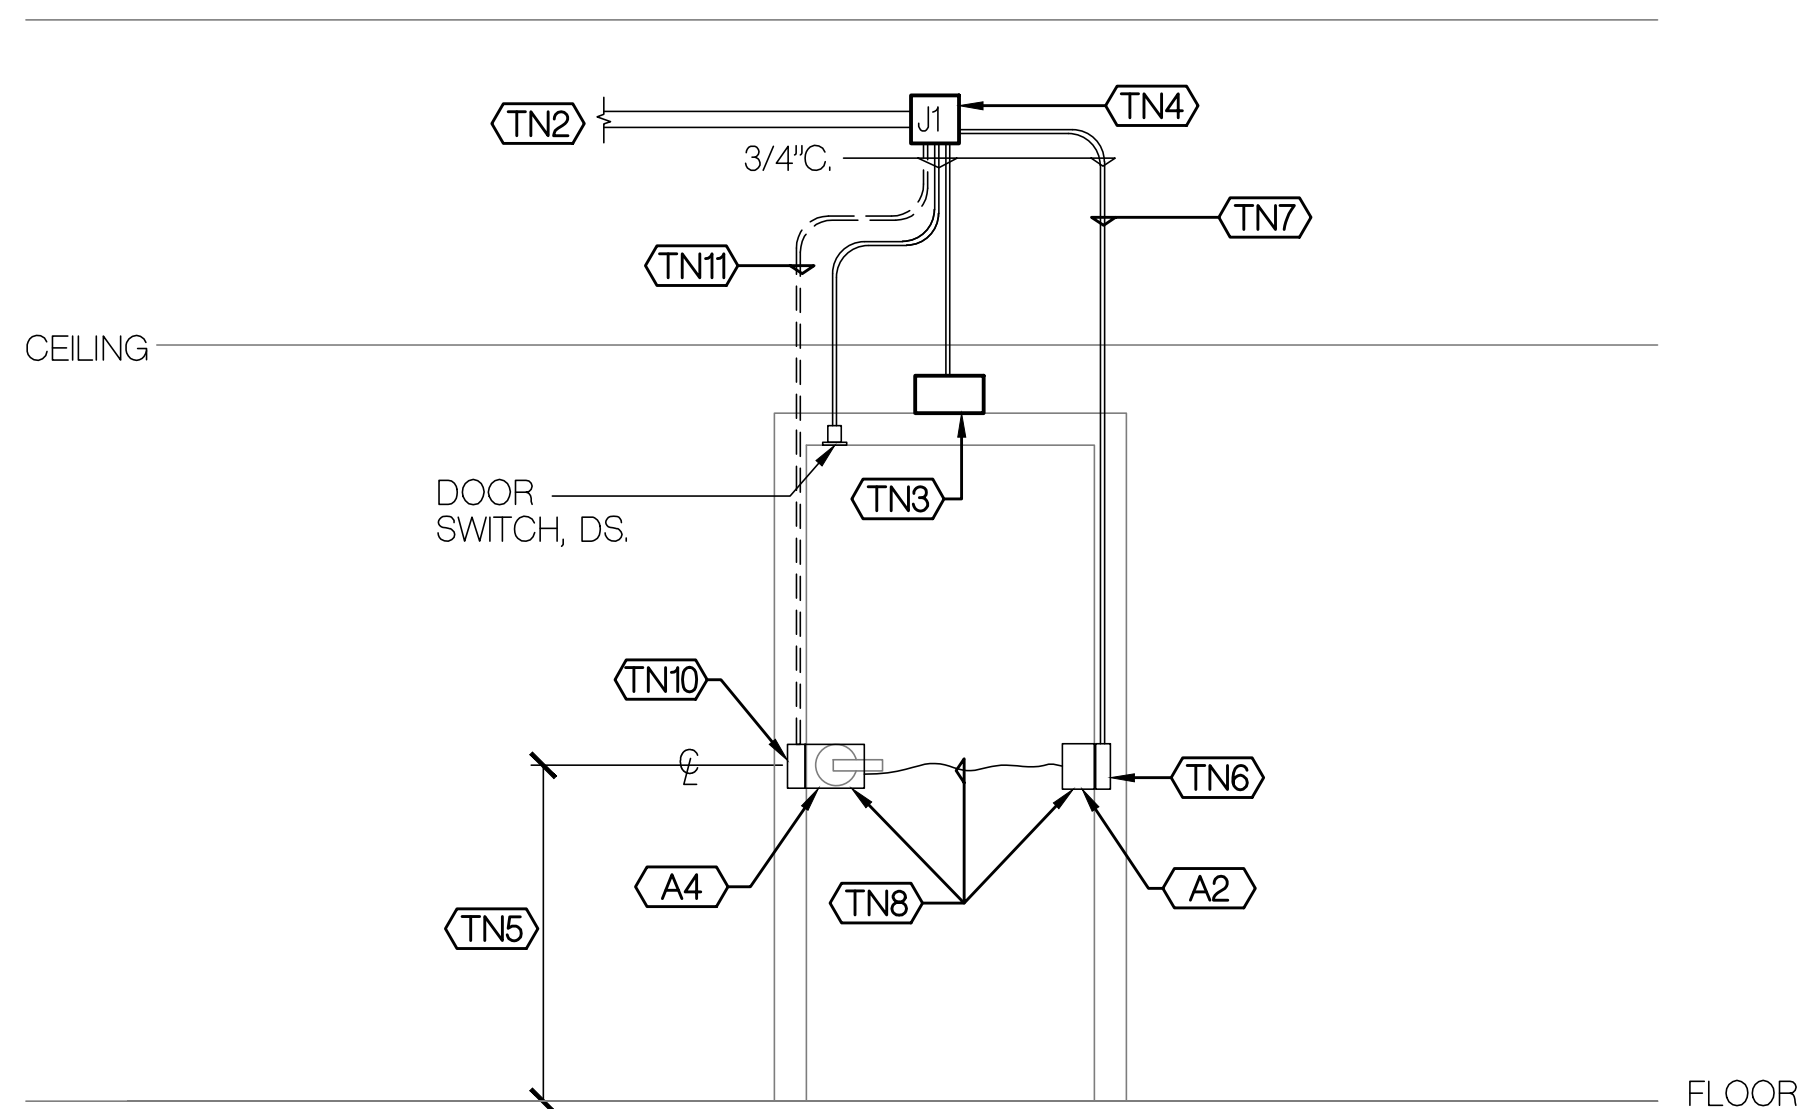 TN2
J1
TN4
3/4"C.
TN7
TN11
CEILING
DOOR
SWITCH, DS.
TN3
TN10
℄
TN6
A4
TN8
A2
TN5
FLOOR